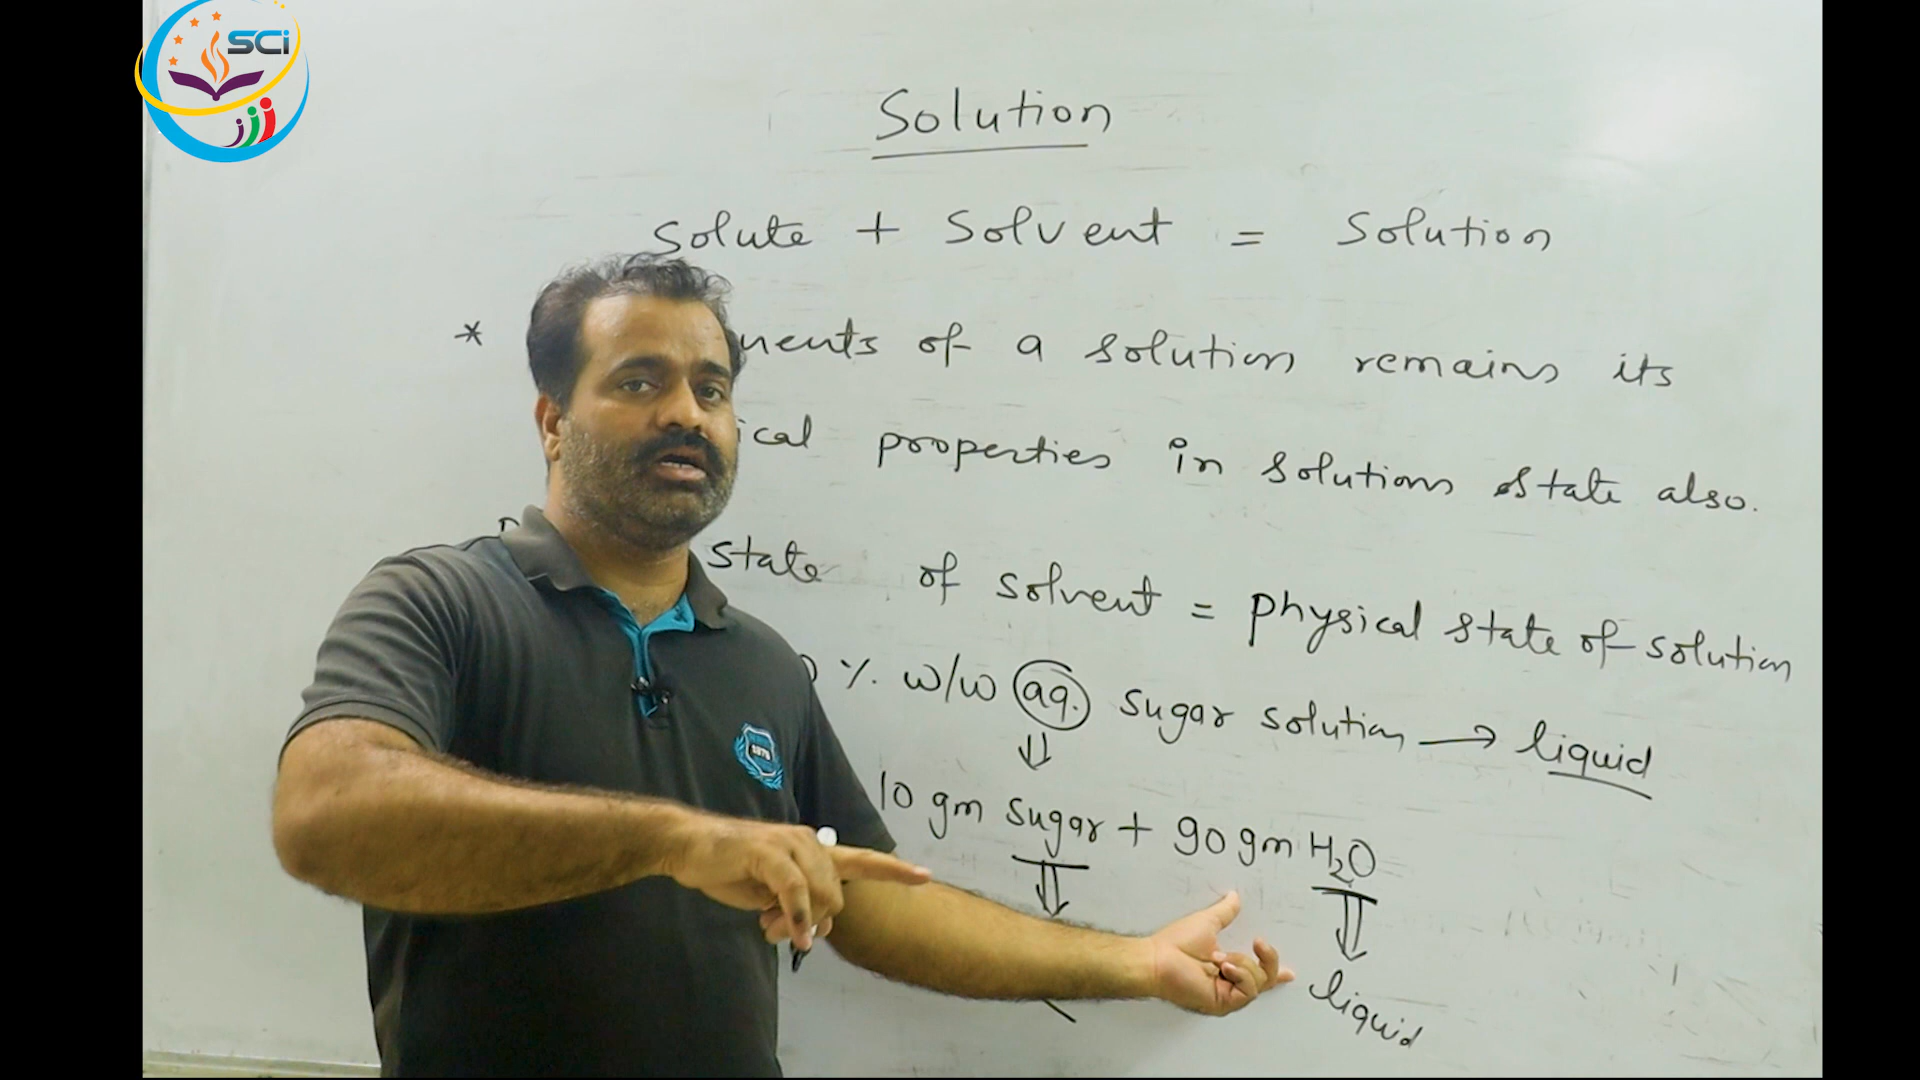 SCi
Solution
Solute + Solvent = Solution
* nents of a solution remains its
ical properties in solutions state also.
state of solvent = physical state of solution
0 % w/w aq. sugar solution → liquid
10 gm sugar + 90 gm H₂O
liquid